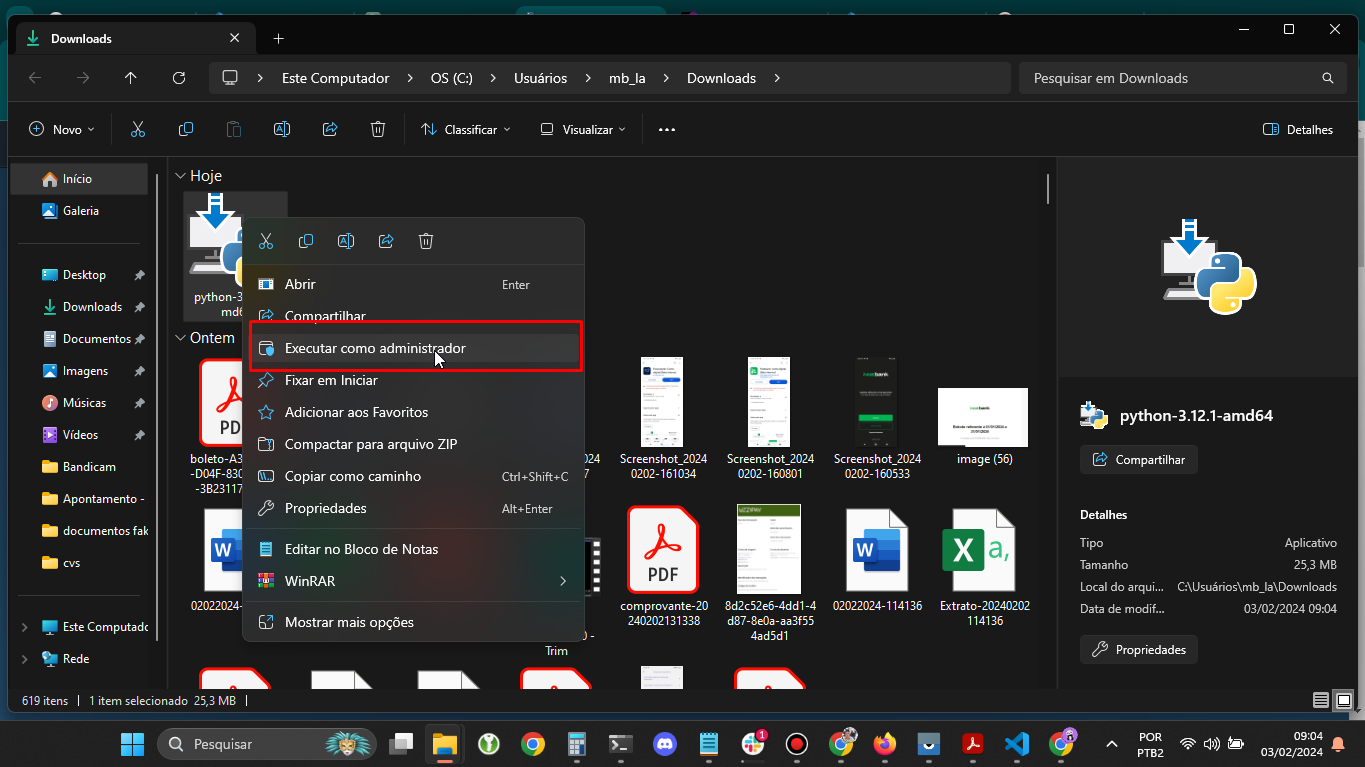 Downloads
Este Computador
OS (C:)
Usuários
mb_la
Downloads
Pesquisar em Downloads
Novo
Classificar
Visualizar
Detalhes
Início
Galeria
Desktop
Downloads
Documentos
Imagens
Músicas
Vídeos
Bandicam
Apontamento -
documentos fak
cvs
Este Computado
Rede
Hoje
python-3
md6
Abrir
Enter
Compartilhar
Executar como administrador
Fixar em Iniciar
Adicionar aos Favoritos
Compactar para arquivo ZIP
Copiar como caminho
Ctrl+Shift+C
Propriedades
Alt+Enter
Editar no Bloco de Notas
WinRAR
Mostrar mais opções
Ontem
PD
boleto-A3
-D04F-830
-3B23117
Screenshot_2024
0202-161034
Screenshot_2024
0202-160801
Screenshot_2024
0202-160533
image (56)
02022024-
Trim
PDF
comprovante-20
240202131338
8d2c52e6-4dd1-4
d87-8e0a-aa3f55
4ad5d1
02022024-114136
Extrato-20240202
114136
python-3.12.1-amd64
Compartilhar
Detalhes
Tipo
Aplicativo
Tamanho
25,3 MB
Local do arqui...
C:\Usuários\mb_la\Downloads
Data de modif...
03/02/2024 09:04
Propriedades
619 itens
1 item selecionado 25,3 MB
Pesquisar
1
POR
PTB2
09:04
03/02/2024